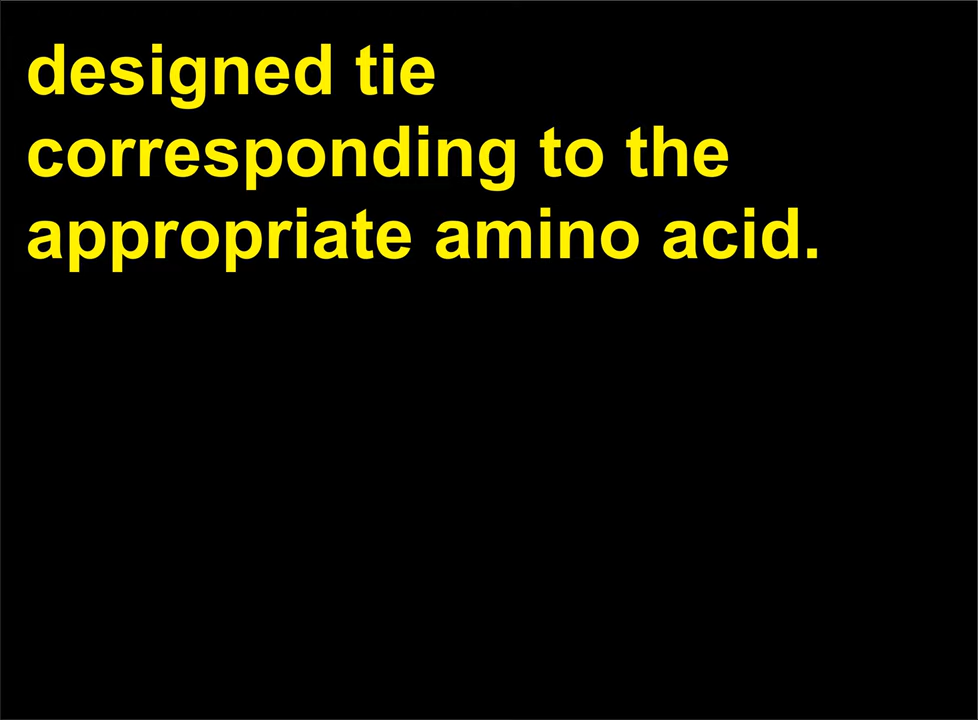 designed tie
corresponding to the
appropriate amino acid.